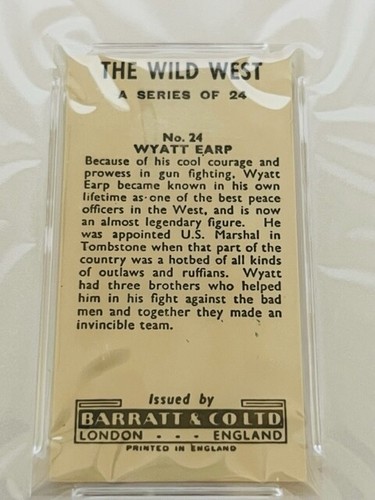 THE WILD WEST
A SERIES OF 24
No. 24
WYATT EARP
Because of his cool courage and
prowess in gun fighting, Wyatt
Earp became known in his own
lifetime as one of the best peace
officers in the West, and is now
an almost legendary figure. He
was appointed U.S. Marshal in
Tombstone when that part of the
country was a hotbed of all kinds
of outlaws and ruffians. Wyatt
had three brothers who helped
him in his fight against the bad
men and together they made an
invincible team.
Issued by
BARRATT & CO LTD
LONDON - - - ENGLAND
PRINTED IN ENGLAND